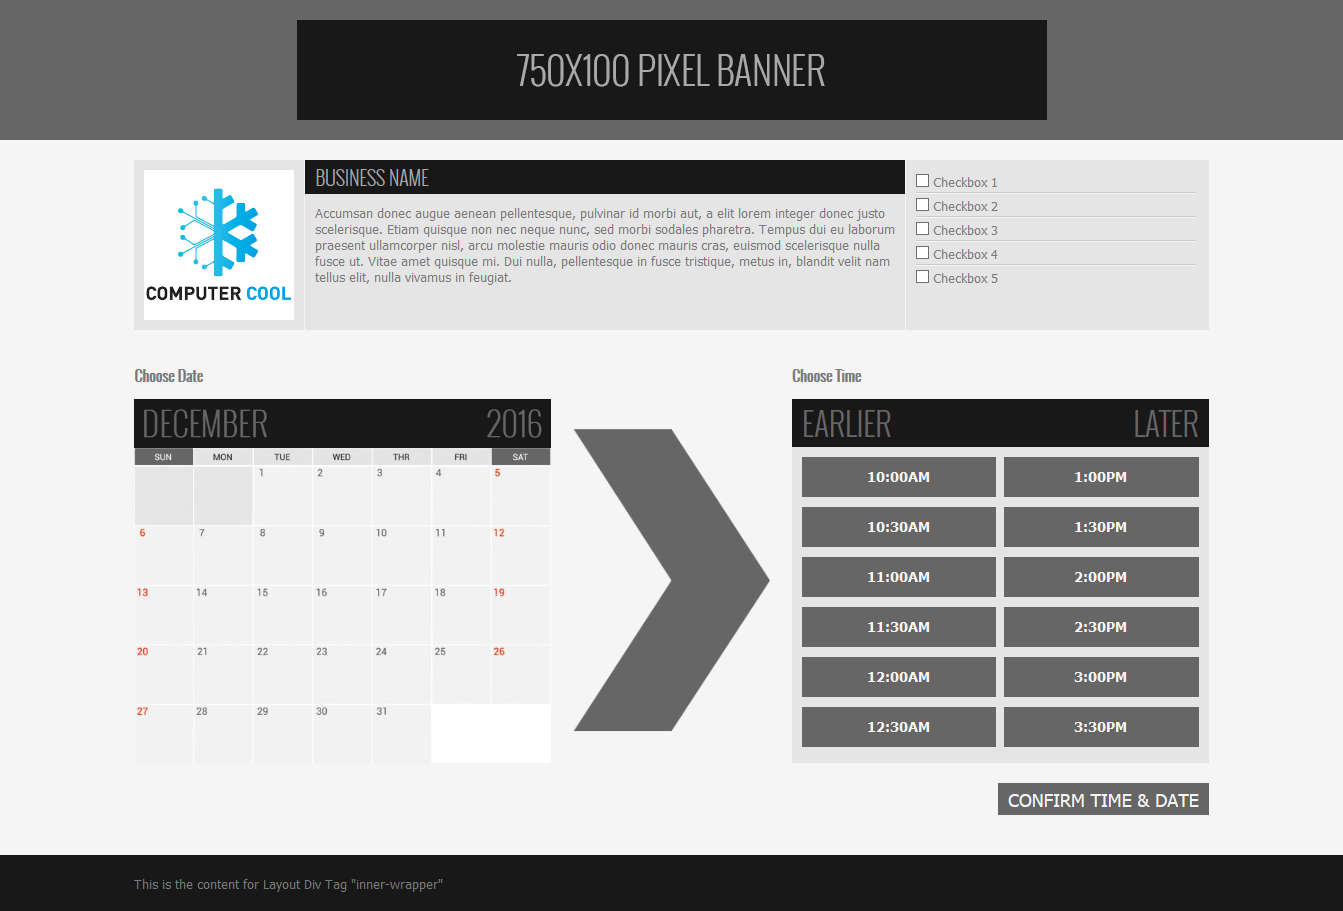 750X100 PIXEL BANNER
COMPUTER COOL
BUSINESS NAME
Accumsan donec augue aenean pellentesque, pulvinar id morbi aut, a elit lorem integer donec justo
scelerisque. Etiam quisque non nec neque nunc, sed morbi sodales pharetra. Tempus dui eu laborum
praesent ullamcorper nisl, arcu molestie mauris odio donec mauris cras, euismod scelerisque nulla
fusce ut. Vitae amet quisque mi. Dui nulla, pellentesque in fusce tristique, metus in, blandit velit nam
tellus elit, nulla vivamus in feugiat.
Checkbox 1
Checkbox 2
Checkbox 3
Checkbox 4
Checkbox 5
Choose Date
DECEMBER 2016
SUN MON TUE WED THR FRI SAT
1 2 3 4 5
6 7 8 9 10 11 12
13 14 15 16 17 18 19
20 21 22 23 24 25 26
27 28 29 30 31
Choose Time
EARLIER LATER
10:00AM 1:00PM
10:30AM 1:30PM
11:00AM 2:00PM
11:30AM 2:30PM
12:00AM 3:00PM
12:30AM 3:30PM
CONFIRM TIME & DATE
This is the content for Layout Div Tag "inner-wrapper"